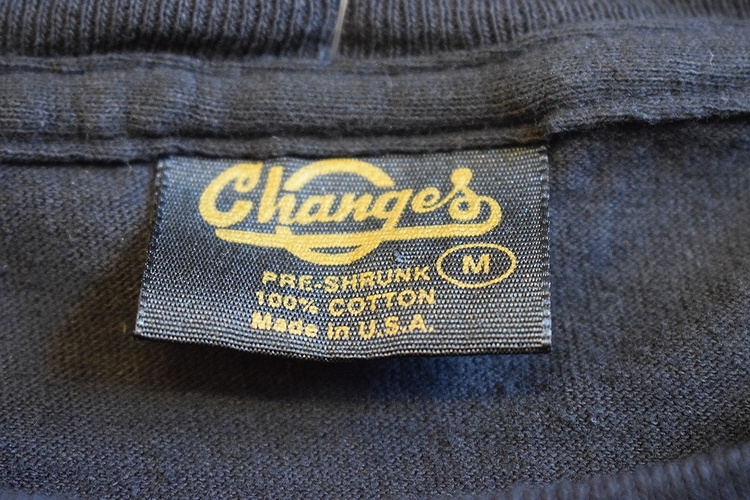 Changes
M
PRE-SHRUNK
100% COTTON
Made in U.S.A.